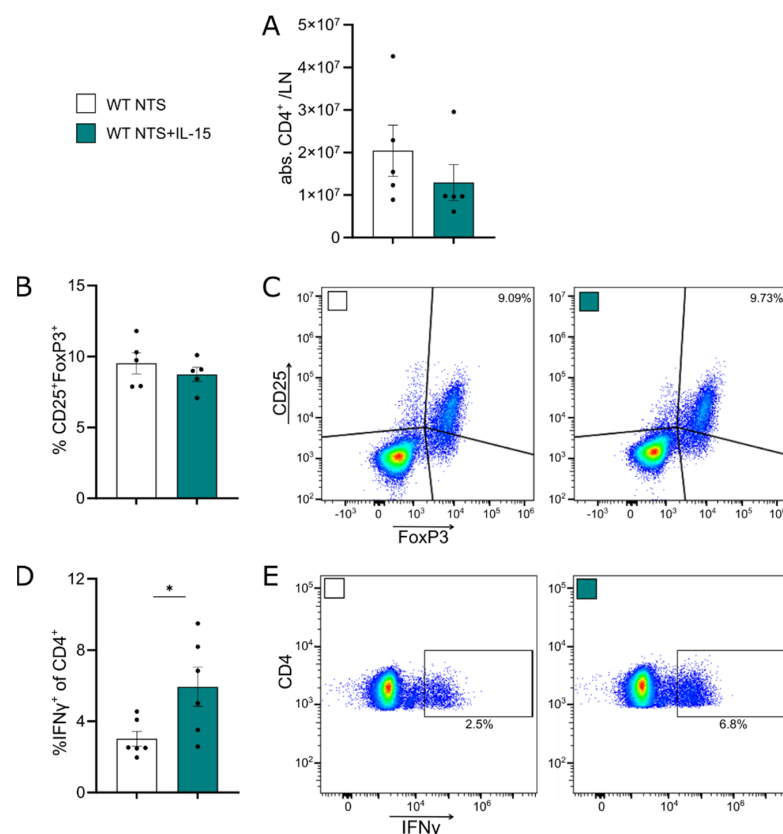 A
WT NTS
WT NTS+IL-15
abs. CD4⁺ /LN
5×10⁷
4×10⁷
3×10⁷
2×10⁷
1×10⁷
0
B
% CD25⁺FoxP3⁺
15
10
5
0
C
CD25
10⁷
10⁶
10⁵
10⁴
10³
10²
9.09%
-10³ 0 10³ 10⁴ 10⁵ 10⁶
FoxP3
10⁷
10⁶
10⁵
10⁴
10³
10²
9.73%
-10³ 0 10³ 10⁴ 10⁵ 10⁶
D
%IFNγ⁺ of CD4⁺
12
8
4
0
*
E
CD4
10⁵
10⁴
10³
10²
2.5%
0 10⁴ 10⁶
IFNγ
10⁵
10⁴
10³
10²
6.8%
0 10⁴ 10⁶